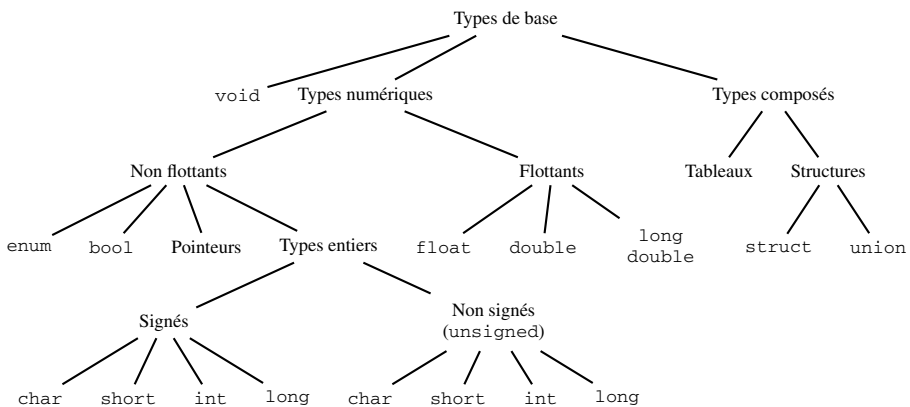 Types de base
void
Types numériques
Types composés
Non flottants
Flottants
Tableaux
Structures
enum
bool
Pointeurs
Types entiers
float
double
long
double
struct
union
Signés
Non signés
(unsigned)
char
short
int
long
char
short
int
long